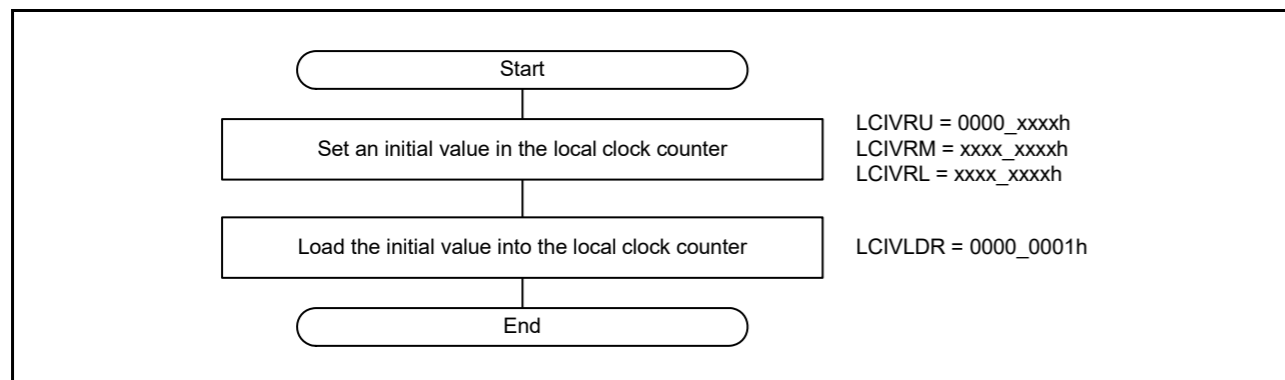 Start
Set an initial value in the local clock counter
LCIVRU = 0000_xxxxh
LCIVRM = xxxx_xxxxh
LCIVRL = xxxx_xxxxh
Load the initial value into the local clock counter
LCIVLDR = 0000_0001h
End